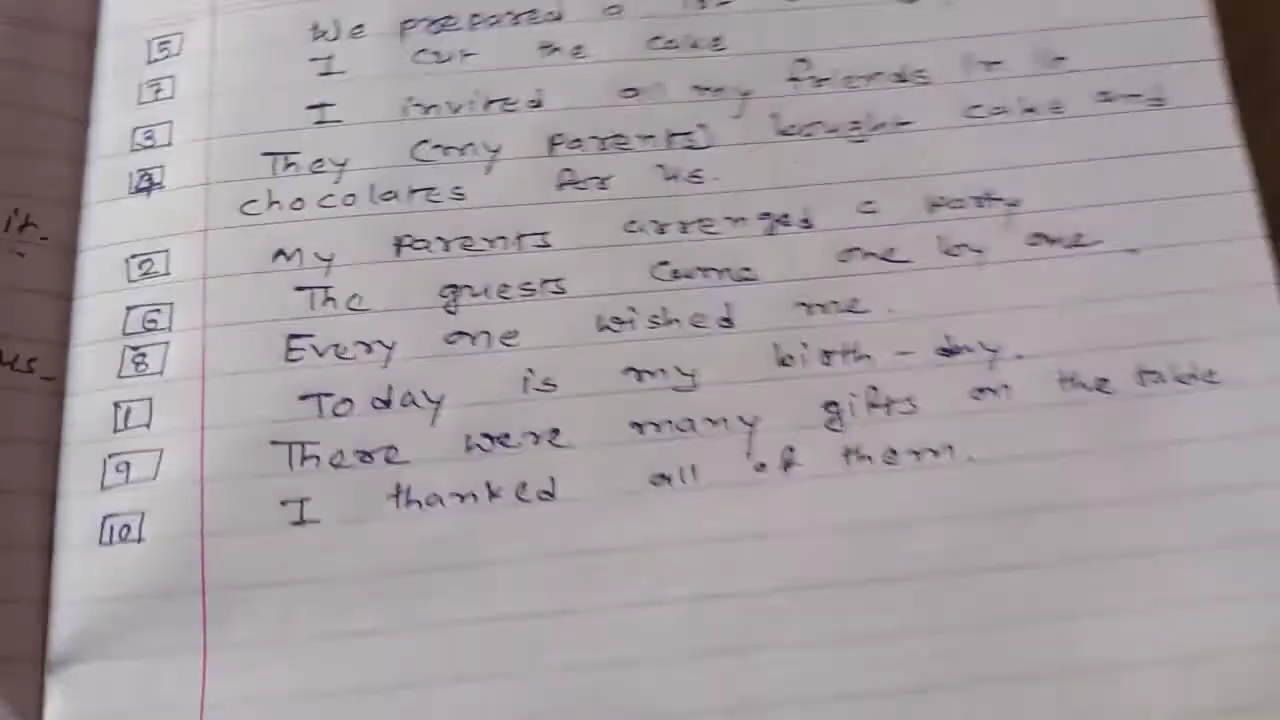 5 We prepared a
7 I cut the cake
3 I invited all my friends
4 They (my parents) bought cake and
chocolates for us.
2 My parents arrenged a party
6 The guests came one by one.
8 Every one wished me.
1 Today is my birth-day.
9 There were many gifts on the table
10 I thanked all of them.
it.
us.